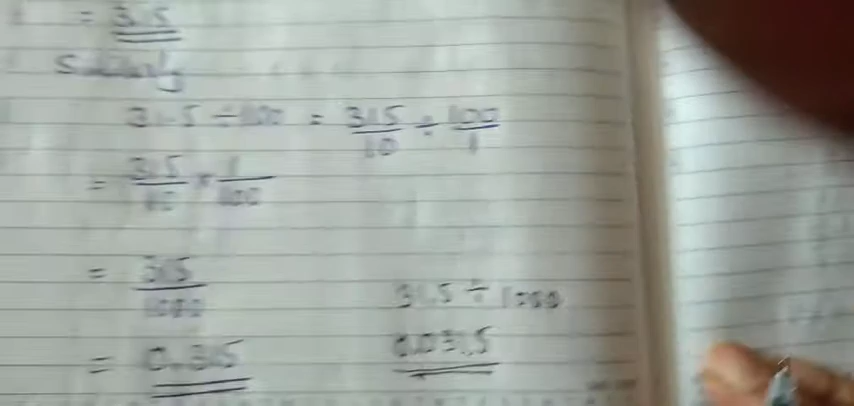 = 3.15
Similarly
31.5 ÷ 100 = 315/10 ÷ 100/1
= 315/10 × 1/100
= 315/1000
31.5 ÷ 1000
= 0.315
0.0315